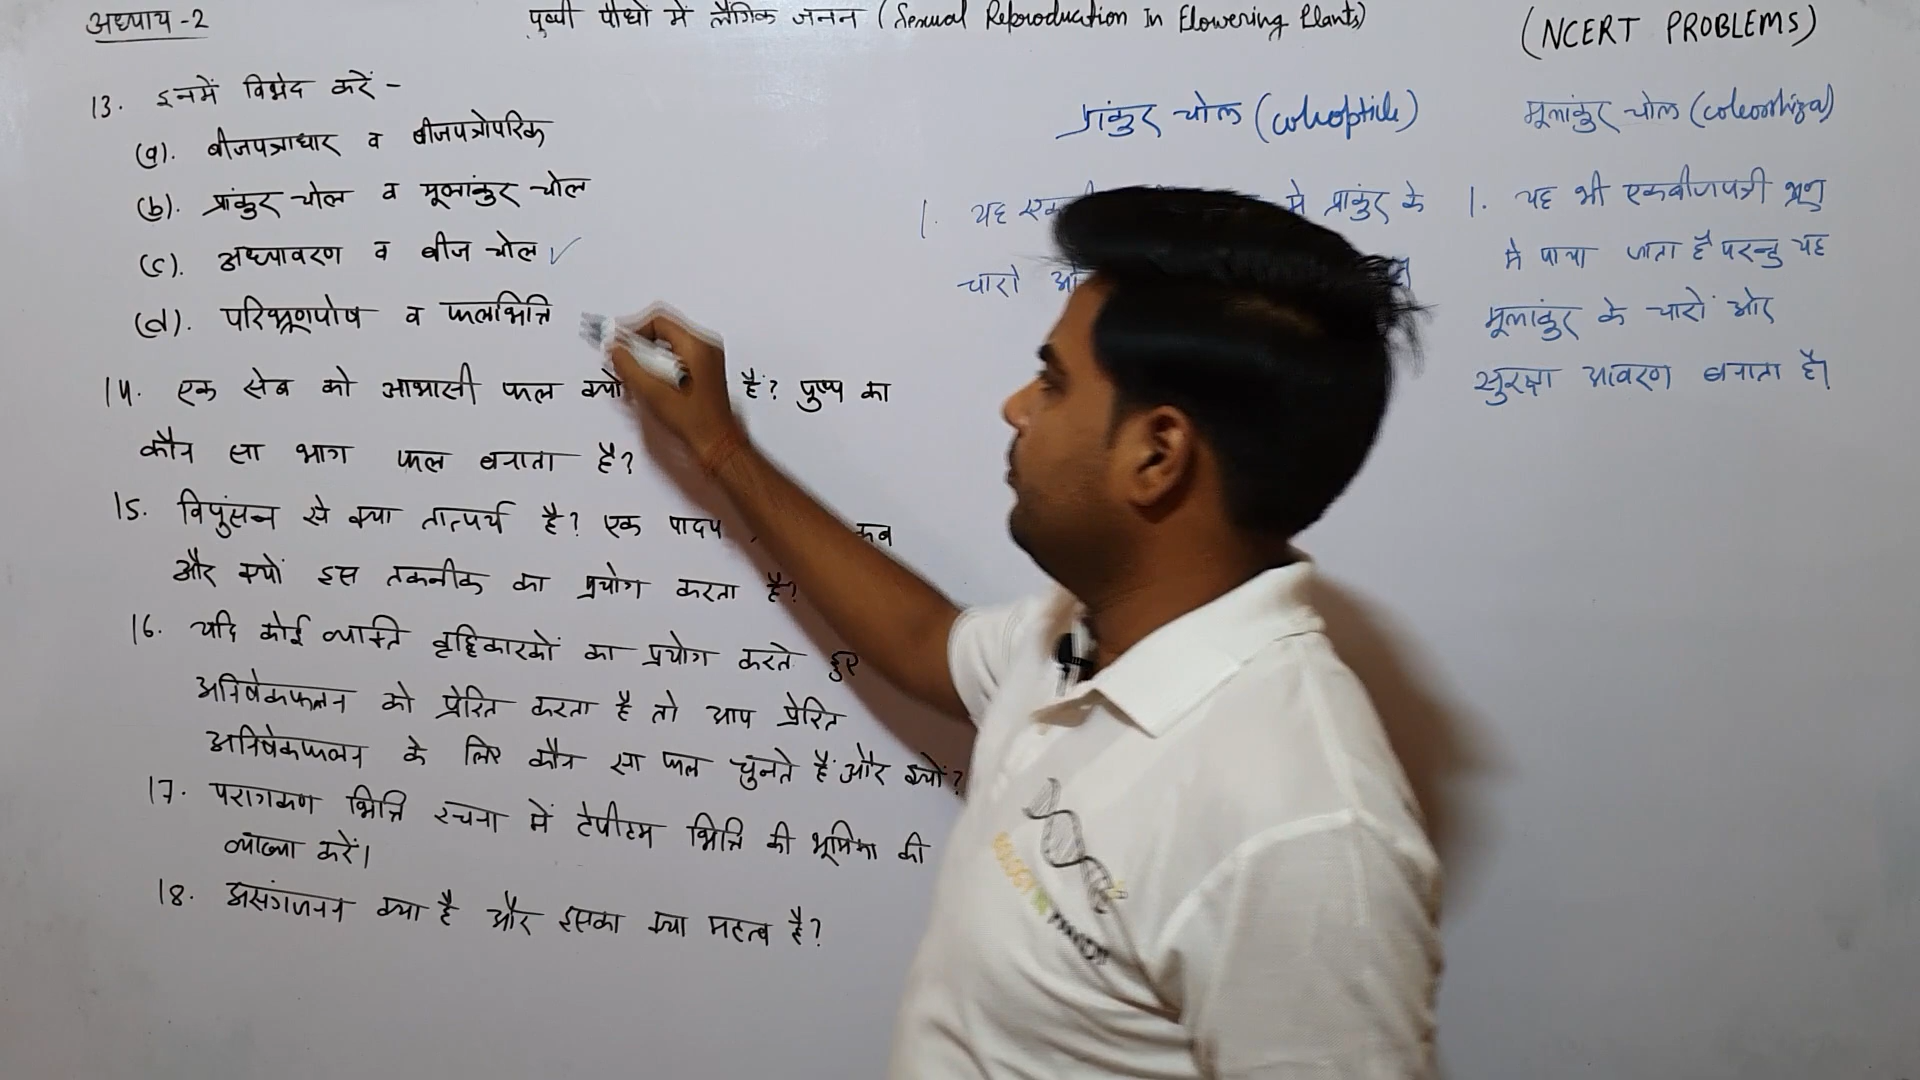 अध्याय -2
पुष्पी पौधों में लैंगिक जनन (Sexual Reproduction In Flowering Plants)
(NCERT PROBLEMS)
13. इनमें विभेद करें -
(a). बीजपत्राधार व बीजपत्रोपरिक
(b). प्रांकुर चोल व मूलांकुर चोल
(c). अध्यावरण व बीज चोल ✓
(d). परिभ्रूणपोष व फलभित्ति
14. एक सेब को आभासी फल क्यों है? पुष्प का
कौन सा भाग फल बनाता है?
15. विपुंसन से क्या तात्पर्य है? एक पादप कब
और क्यों इस तकनीक का प्रयोग करता है?
16. यदि कोई व्यक्ति वृद्धिकारकों का प्रयोग करते हुए
अनिषेकफलन को प्रेरित करता है तो आप प्रेरित
अनिषेकफलन के लिए कौन सा फल चुनते हैं और क्यों?
17. परागकण भित्ति रचना में टेपीटम भित्ति की भूमिका की
व्याख्या करें।
18. असंगजनन क्या है और इसका क्या महत्व है?
प्रांकुर चोल (coleoptile)
1. यह में प्रांकुर के
चारों
मूलांकुर चोल (coleorhiza)
1. यह भी एकबीजपत्री भ्रूण
में पाया जाता है परन्तु यह
मूलांकुर के चारों ओर
सुरक्षा आवरण बनाता है।